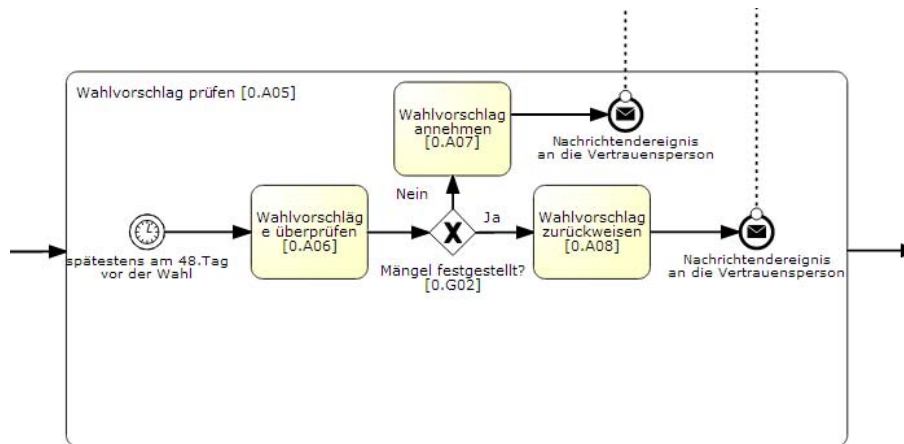 Wahlvorschlag prüfen [0.A05]
Wahlvorschlag
annehmen
[0.A07]
Nachrichtendereignis
an die Vertrauensperson
Nein
Wahlvorschläg
e überprüfen
[0.A06]
Ja
Wahlvorschlag
zurückweisen
[0.A08]
spätestens am 48.Tag
vor der Wahl
Mängel festgestellt?
[0.G02]
Nachrichtendereignis
an die Vertrauensperson